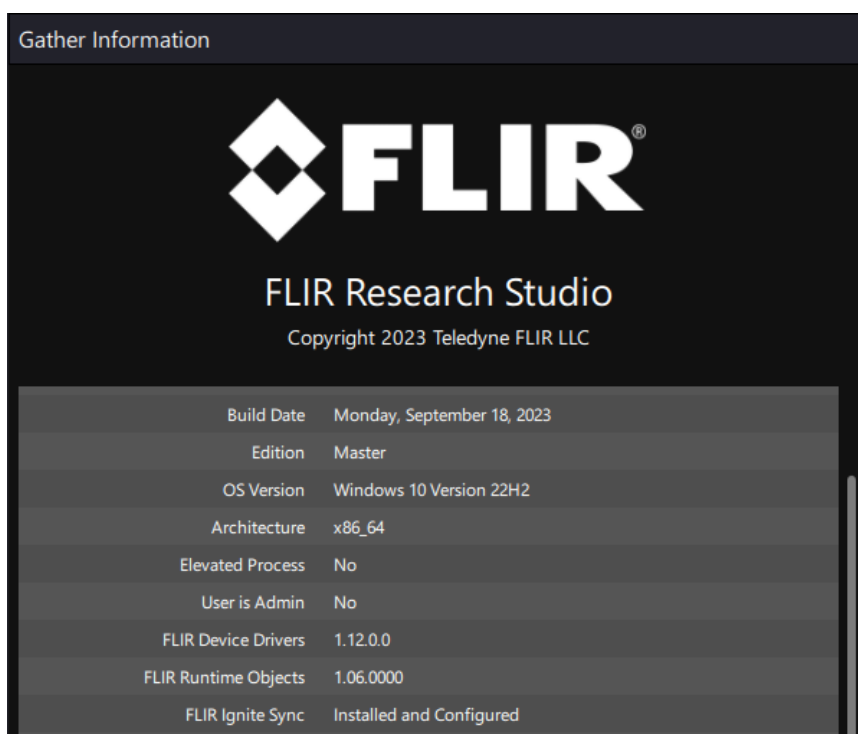 Gather Information
FLIR®
FLIR Research Studio
Copyright 2023 Teledyne FLIR LLC
Build Date Monday, September 18, 2023
Edition Master
OS Version Windows 10 Version 22H2
Architecture x86_64
Elevated Process No
User is Admin No
FLIR Device Drivers 1.12.0.0
FLIR Runtime Objects 1.06.0000
FLIR Ignite Sync Installed and Configured